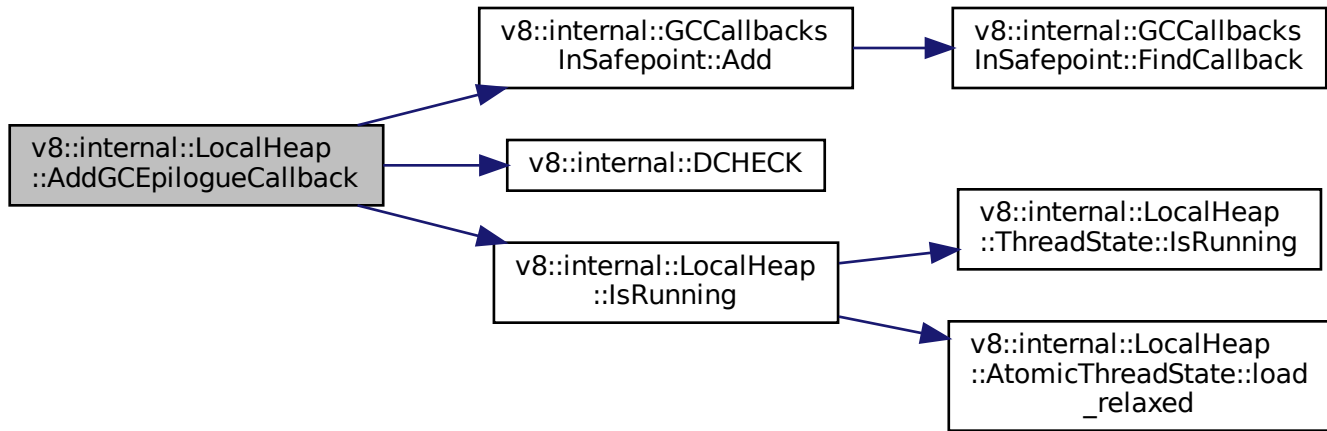 v8::internal::LocalHeap
::AddGCEpilogueCallback
v8::internal::GCCallbacks
InSafepoint::Add
v8::internal::GCCallbacks
InSafepoint::FindCallback
v8::internal::DCHECK
v8::internal::LocalHeap
::IsRunning
v8::internal::LocalHeap
::ThreadState::IsRunning
v8::internal::LocalHeap
::AtomicThreadState::load
_relaxed